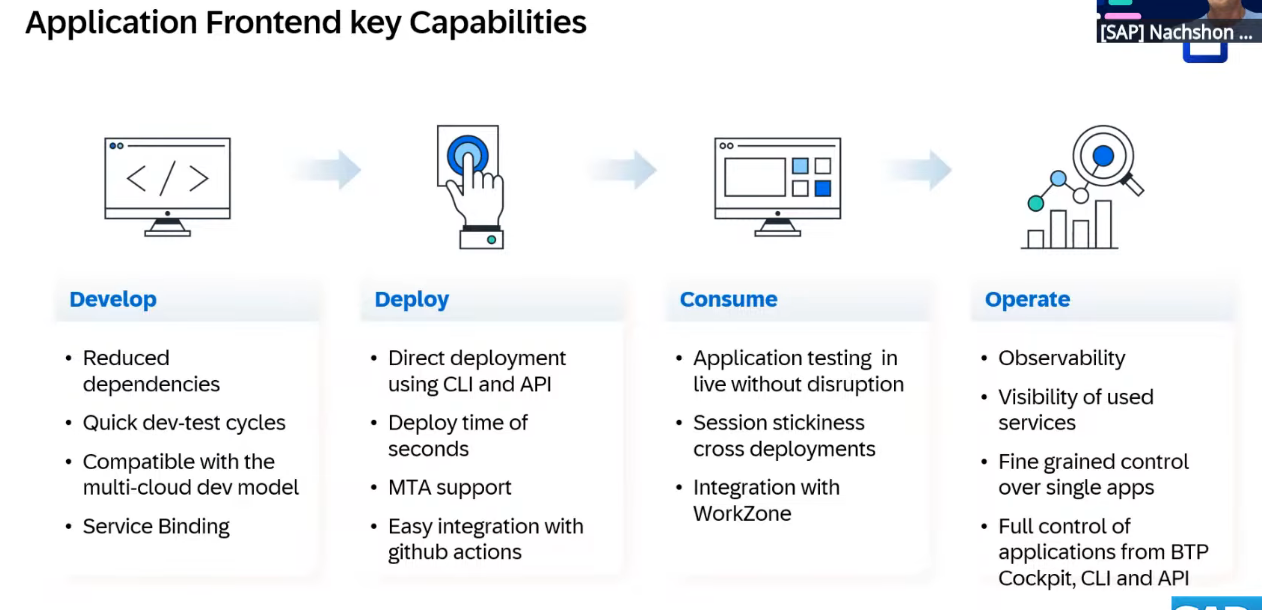 Application Frontend key Capabilities
[SAP] Nachshon ...
Develop
• Reduced
dependencies
• Quick dev-test cycles
• Compatible with the
multi-cloud dev model
• Service Binding
Deploy
• Direct deployment
using CLI and API
• Deploy time of
seconds
• MTA support
• Easy integration with
github actions
Consume
• Application testing in
live without disruption
• Session stickiness
cross deployments
• Integration with
WorkZone
Operate
• Observability
• Visibility of used
services
• Fine grained control
over single apps
• Full control of
applications from BTP
Cockpit, CLI and API
SAP